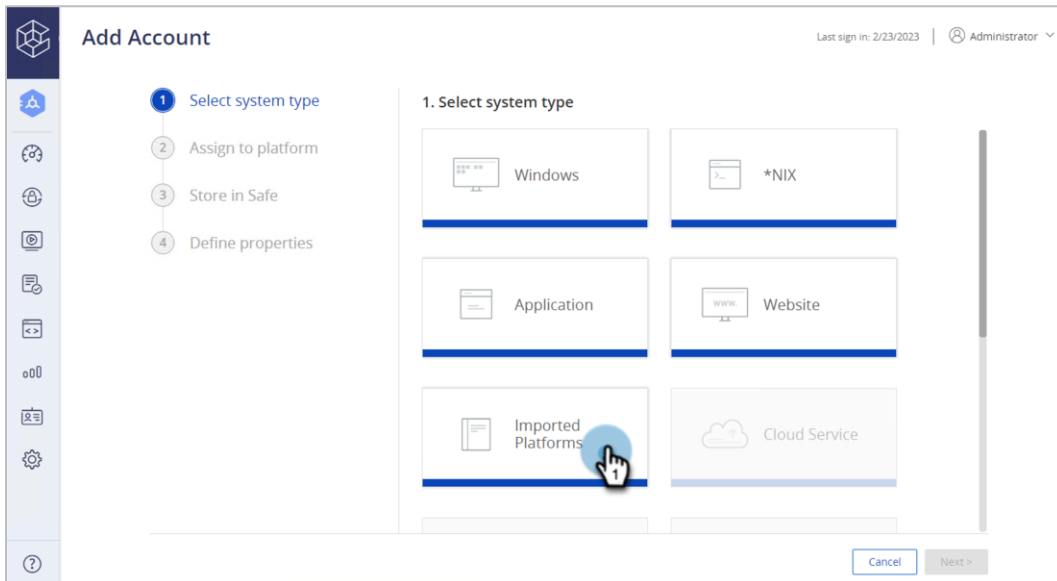 Add Account
Last sign in: 2/23/2023
Administrator
1 Select system type
2 Assign to platform
3 Store in Safe
4 Define properties
1. Select system type
Windows
*NIX
Application
www.
Website
Imported
Platforms
1
Cloud Service
Cancel
Next >